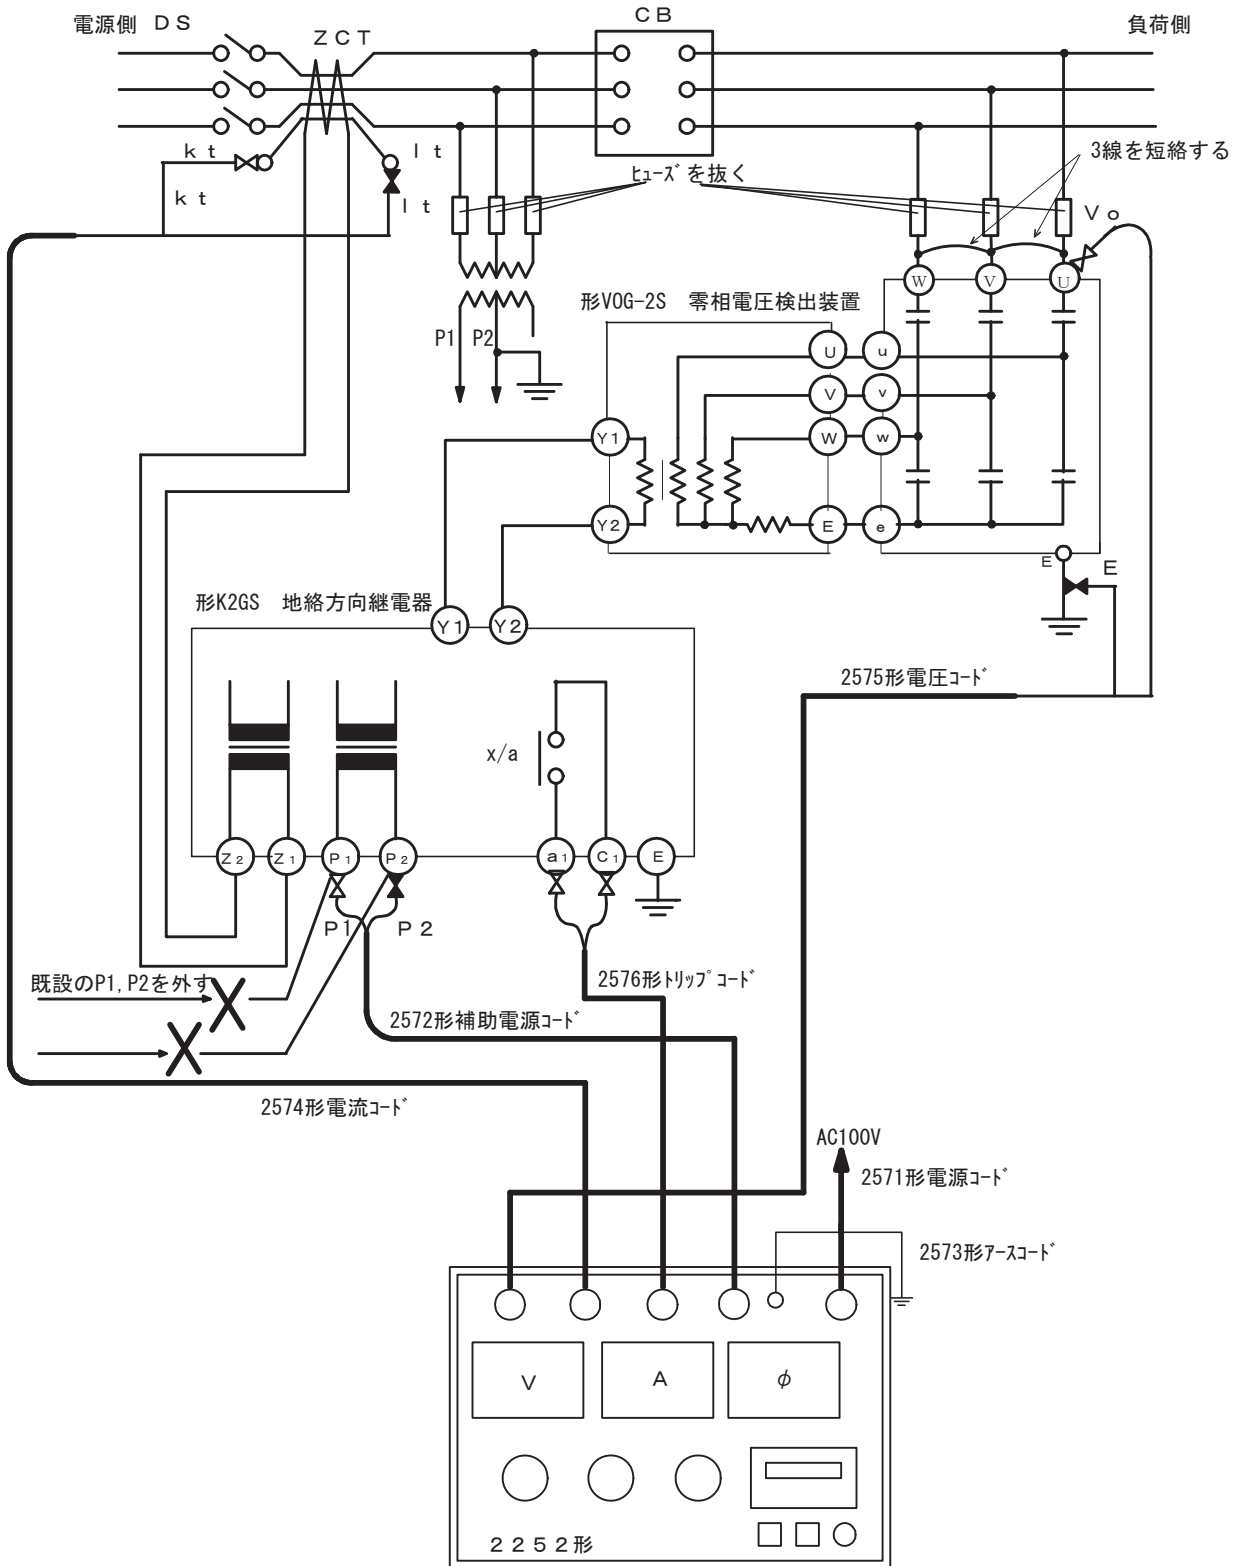 電源側 DS
ZCT
CB
負荷側
kt
lt
kt
lt
ﾋｭｰｽﾞを抜く
3線を短絡する
Vo
W
V
U
形VOG-2S 零相電圧検出装置
P1
P2
U
u
V
v
W
w
Y1
Y2
E
e
E
E
形K2GS 地絡方向継電器
Y1
Y2
2575形電圧ｺｰﾄﾞ
x/a
Z2
Z1
P1
P2
a1
C1
E
P1
P2
既設のP1,P2を外す
2576形ﾄﾘｯﾌﾟｺｰﾄﾞ
2572形補助電源ｺｰﾄﾞ
2574形電流ｺｰﾄﾞ
AC100V
2571形電源ｺｰﾄﾞ
2573形ｱｰｽｺｰﾄﾞ
V
A
φ
2252形